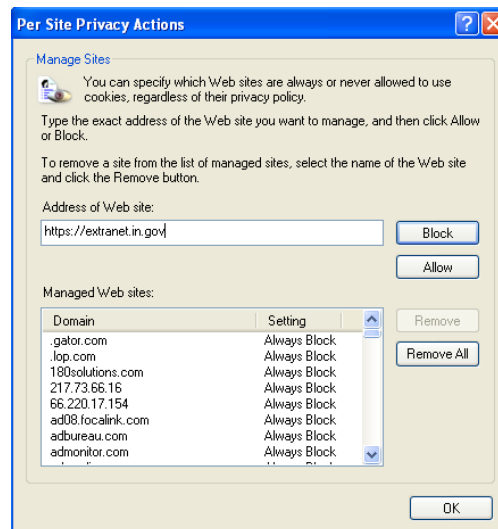 Per Site Privacy Actions
Manage Sites
You can specify which Web sites are always or never allowed to use
cookies, regardless of their privacy policy.
Type the exact address of the Web site you want to manage, and then click Allow
or Block.
To remove a site from the list of managed sites, select the name of the Web site
and click the Remove button.
Address of Web site:
https://extranet.in.gov
Block
Allow
Managed Web sites:
Domain Setting
Remove
.gator.com Always Block
.lop.com Always Block
Remove All
180solutions.com Always Block
217.73.66.16 Always Block
66.220.17.154 Always Block
ad08.focalink.com Always Block
adbureau.com Always Block
admonitor.com Always Block
OK